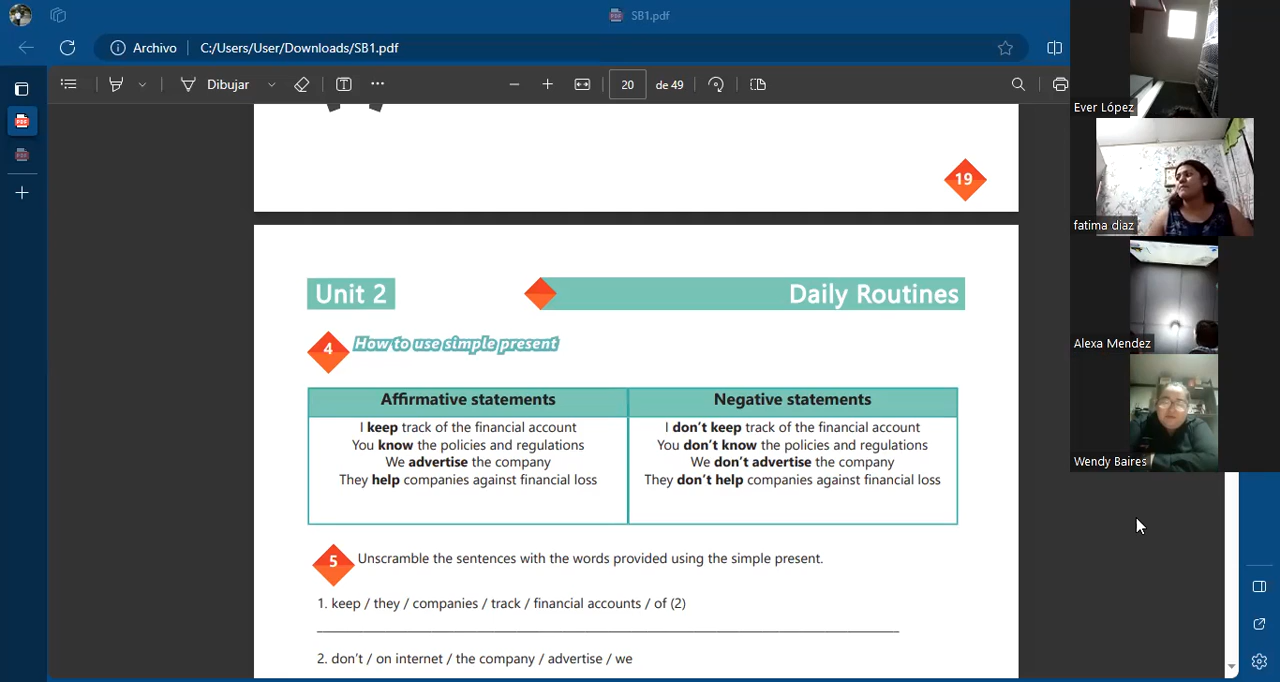 SB1.pdf
Archivo
C:/Users/User/Downloads/SB1.pdf
Dibujar
20
de 49
19
Unit 2
Daily Routines
4
How to use simple present
Affirmative statements
I keep track of the financial account
You know the policies and regulations
We advertise the company
They help companies against financial loss
Negative statements
I don't keep track of the financial account
You don't know the policies and regulations
We don't advertise the company
They don't help companies against financial loss
5
Unscramble the sentences with the words provided using the simple present.
1. keep / they / companies / track / financial accounts / of (2)
2. don't / on internet / the company / advertise / we
Ever López
fatima diaz
Alexa Mendez
Wendy Baires